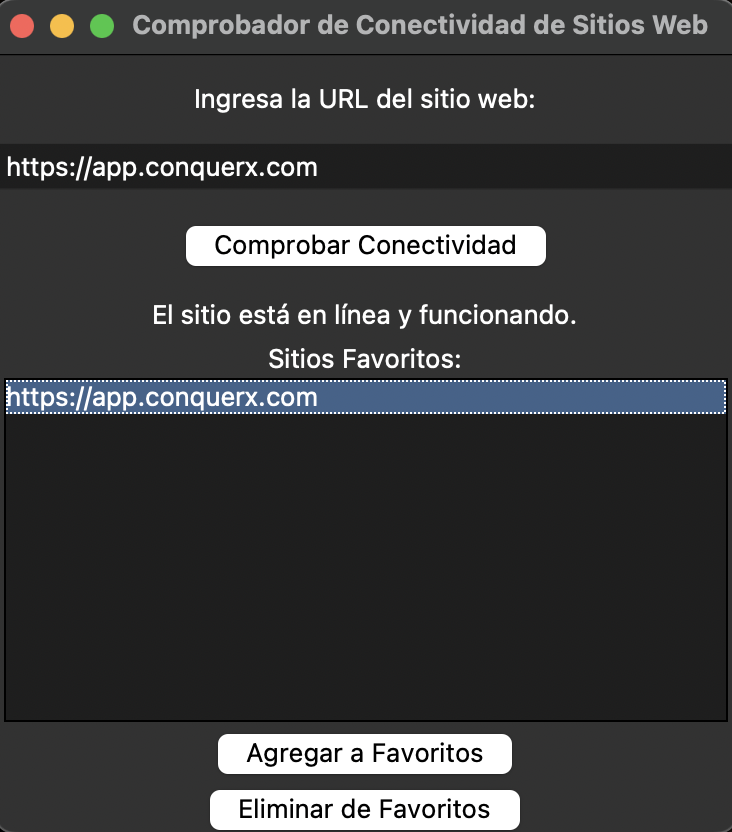 Comprobador de Conectividad de Sitios Web
Ingresa la URL del sitio web:
https://app.conquerx.com
Comprobar Conectividad
El sitio está en línea y funcionando.
Sitios Favoritos:
https://app.conquerx.com
Agregar a Favoritos
Eliminar de Favoritos